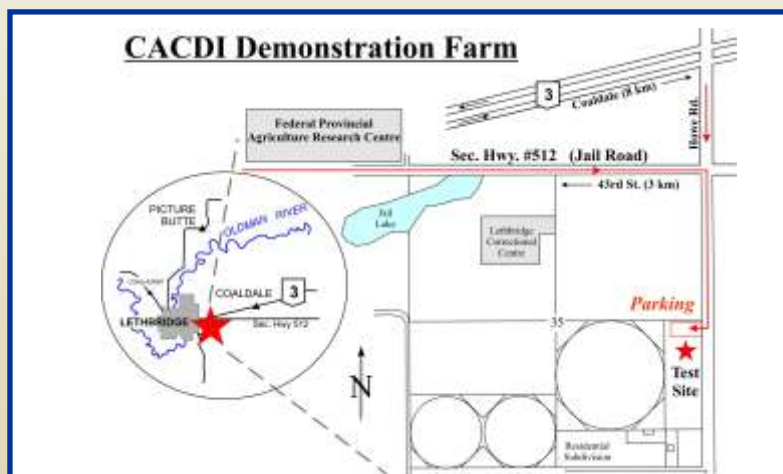 CACDI Demonstration Farm
3
Coaldale (8 km)
Howe Rd.
Federal Provincial
Agriculture Research Centre
Sec. Hwy. #512 (Jail Road)
43rd St. (3 km)
PICTURE
BUTTE
OLDMAN RIVER
Jail
Lake
Lethbridge
Correctional
Centre
COALDALE
3
LETHBRIDGE
Sec. Hwy 512
Parking
35
N
Test
Site
Residential
Subdivision